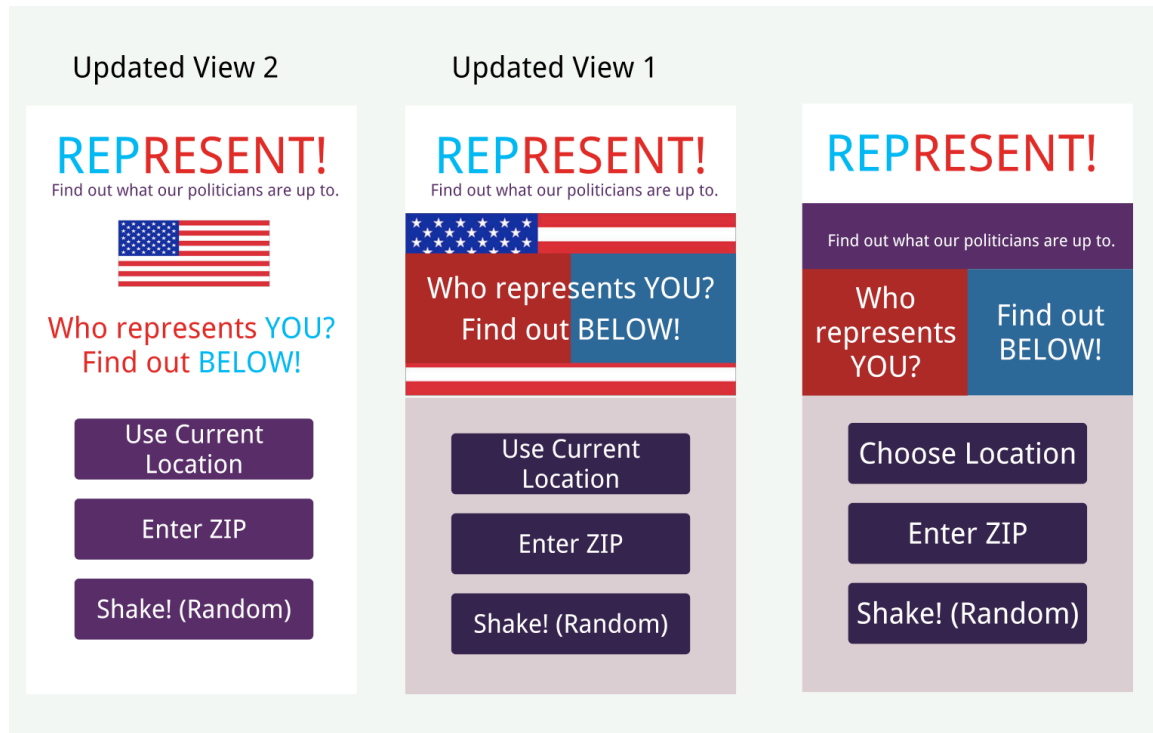 Updated View 2
REPRESENT!
Find out what our politicians are up to.
Who represents YOU?
Find out BELOW!
Use Current
Location
Enter ZIP
Shake! (Random)
Updated View 1
REPRESENT!
Find out what our politicians are up to.
Who represents YOU?
Find out BELOW!
Use Current
Location
Enter ZIP
Shake! (Random)
REPRESENT!
Find out what our politicians are up to.
Who
represents
YOU?
Find out
BELOW!
Choose Location
Enter ZIP
Shake! (Random)